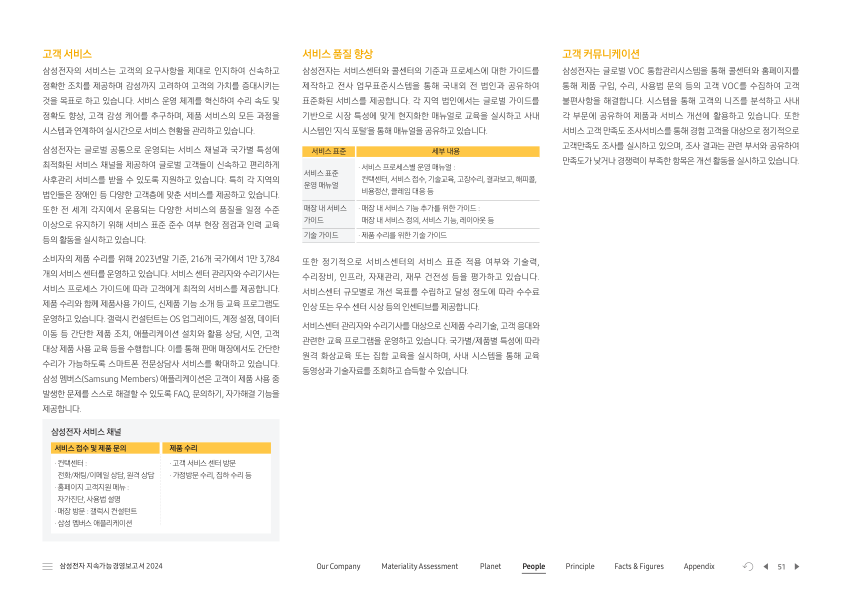 고객 서비스
삼성전자의 서비스는 고객의 요구사항을 제대로 인지하여 신속하고
정확한 조치를 제공하며 감성까지 고려하여 고객의 가치를 증대시키는
것을 목표로 하고 있습니다. 서비스 운영 체계를 혁신하여 수리 속도 및
정확도 향상, 고객 감성 케어를 추구하며, 제품 서비스의 모든 과정을
시스템과 연계하여 실시간으로 서비스 현황을 관리하고 있습니다.
삼성전자는 글로벌 공통으로 운영되는 서비스 채널과 국가별 특성에
최적화된 서비스 채널을 제공하여 글로벌 고객들이 신속하고 편리하게
사후관리 서비스를 받을 수 있도록 지원하고 있습니다. 특히 각 지역의
법인들은 장애인 등 다양한 고객층에 맞춘 서비스를 제공하고 있습니다.
또한 전 세계 각지에서 운용되는 다양한 서비스의 품질을 일정 수준
이상으로 유지하기 위해 서비스 표준 준수 여부 현장 점검과 인력 교육
등의 활동을 실시하고 있습니다.
소비자의 제품 수리를 위해 2023년말 기준, 216개 국가에서 1만 3,784
개의 서비스 센터를 운영하고 있습니다. 서비스 센터 관리자와 수리기사는
서비스 프로세스 가이드에 따라 고객에게 최적의 서비스를 제공합니다.
제품 수리와 함께 제품사용 가이드, 신제품 기능 소개 등 교육 프로그램도
운영하고 있습니다. 갤럭시 컨설턴트는 OS 업그레이드, 계정 설정, 데이터
이동 등 간단한 제품 조치, 애플리케이션 설치와 활용 상담, 시연, 고객
대상 제품 사용 교육 등을 수행합니다. 이를 통해 판매 매장에서도 간단한
수리가 가능하도록 스마트폰 전문상담사 서비스를 확대하고 있습니다.
삼성 멤버스(Samsung Members) 애플리케이션은 고객이 제품 사용 중
발생한 문제를 스스로 해결할 수 있도록 FAQ, 문의하기, 자가해결 기능을
제공합니다.
삼성전자 서비스 채널
서비스 접수 및 제품 문의
· 컨택센터 :
전화/채팅/이메일 상담, 원격 상담
· 홈페이지 고객지원 메뉴 :
자가진단, 사용법 설명
· 매장 방문 : 갤럭시 컨설턴트
· 삼성 멤버스 애플리케이션
제품 수리
· 고객 서비스 센터 방문
· 가정방문 수리, 집하 수리 등
서비스 품질 향상
삼성전자는 서비스센터와 콜센터의 기준과 프로세스에 대한 가이드를
제작하고 전사 업무표준시스템을 통해 국내외 전 법인과 공유하여
표준화된 서비스를 제공합니다. 각 지역 법인에서는 글로벌 가이드를
기반으로 시장 특성에 맞게 현지화한 매뉴얼로 교육을 실시하고 사내
시스템인 '지식 포털'을 통해 매뉴얼을 공유하고 있습니다.
서비스 표준 세부 내용
서비스 표준
운영 매뉴얼
· 서비스 프로세스별 운영 매뉴얼 :
컨택센터, 서비스 접수, 기술교육, 고장수리, 결과보고, 해피콜,
비용정산, 클레임 대응 등
매장 내 서비스
가이드
· 매장 내 서비스 기능 추가를 위한 가이드 :
매장 내 서비스 정의, 서비스 기능, 레이아웃 등
기술 가이드 · 제품 수리를 위한 기술 가이드
또한 정기적으로 서비스센터의 서비스 표준 적용 여부와 기술력,
수리장비, 인프라, 자재관리, 재무 건전성 등을 평가하고 있습니다.
서비스센터 규모별로 개선 목표를 수립하고 달성 정도에 따라 수수료
인상 또는 우수 센터 시상 등의 인센티브를 제공합니다.
서비스센터 관리자와 수리기사를 대상으로 신제품 수리기술, 고객 응대와
관련한 교육 프로그램을 운영하고 있습니다. 국가별/제품별 특성에 따라
원격 화상교육 또는 집합 교육을 실시하며, 사내 시스템을 통해 교육
동영상과 기술자료를 조회하고 습득할 수 있습니다.
고객 커뮤니케이션
삼성전자는 글로벌 VOC 통합관리시스템을 통해 콜센터와 홈페이지를
통해 제품 구입, 수리, 사용법 문의 등의 고객 VOC를 수집하여 고객
불편사항을 해결합니다. 시스템을 통해 고객의 니즈를 분석하고 사내
각 부문에 공유하여 제품과 서비스 개선에 활용하고 있습니다. 또한
서비스 고객 만족도 조사서비스를 통해 경험 고객을 대상으로 정기적으로
고객만족도 조사를 실시하고 있으며, 조사 결과는 관련 부서와 공유하여
만족도가 낮거나 경쟁력이 부족한 항목은 개선 활동을 실시하고 있습니다.
삼성전자 지속가능경영보고서 2024
Our Company Materiality Assessment Planet People Principle Facts & Figures Appendix 51